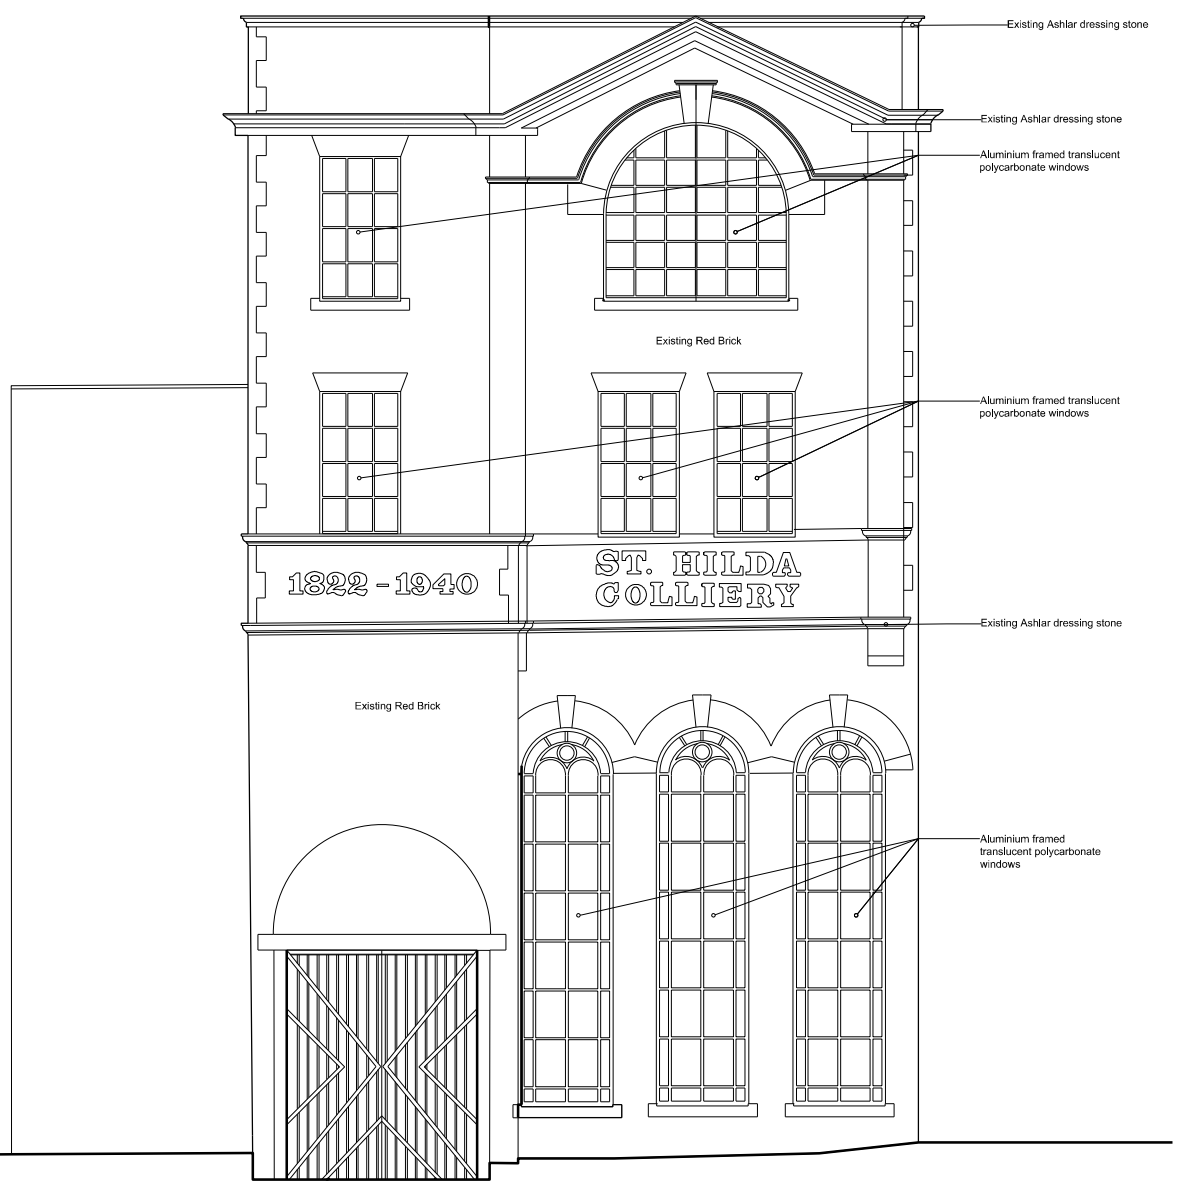 Existing Ashlar dressing stone
Existing Ashlar dressing stone
Aluminium framed translucent
polycarbonate windows
Existing Red Brick
Aluminium framed translucent
polycarbonate windows
1822 - 1940
ST. HILDA
COLLIERY
Existing Ashlar dressing stone
Existing Red Brick
Aluminium framed
translucent polycarbonate
windows